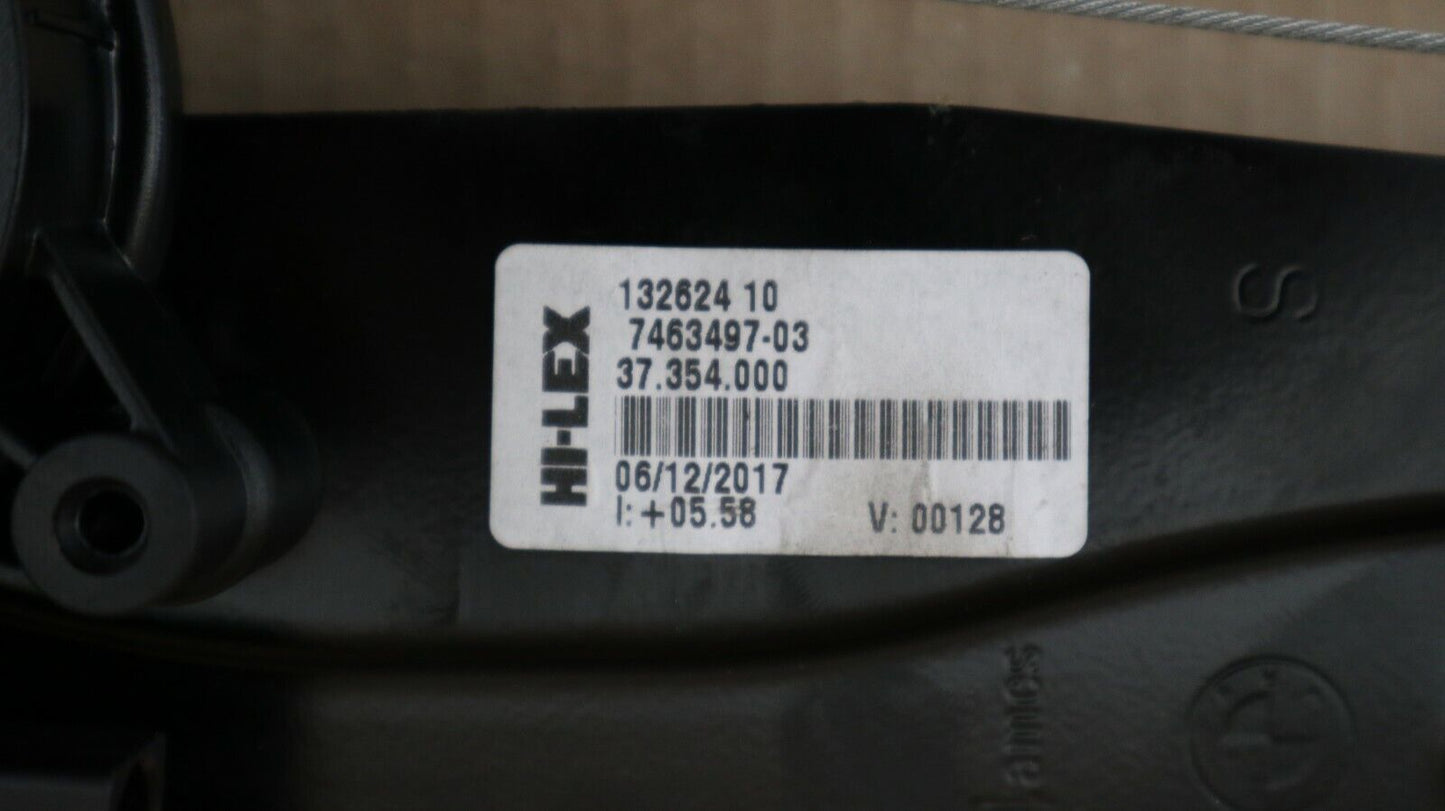 HI-LEX
132624 10
7463497-03
37.354.000
06/12/2017
I: +05.58 V: 00128
S